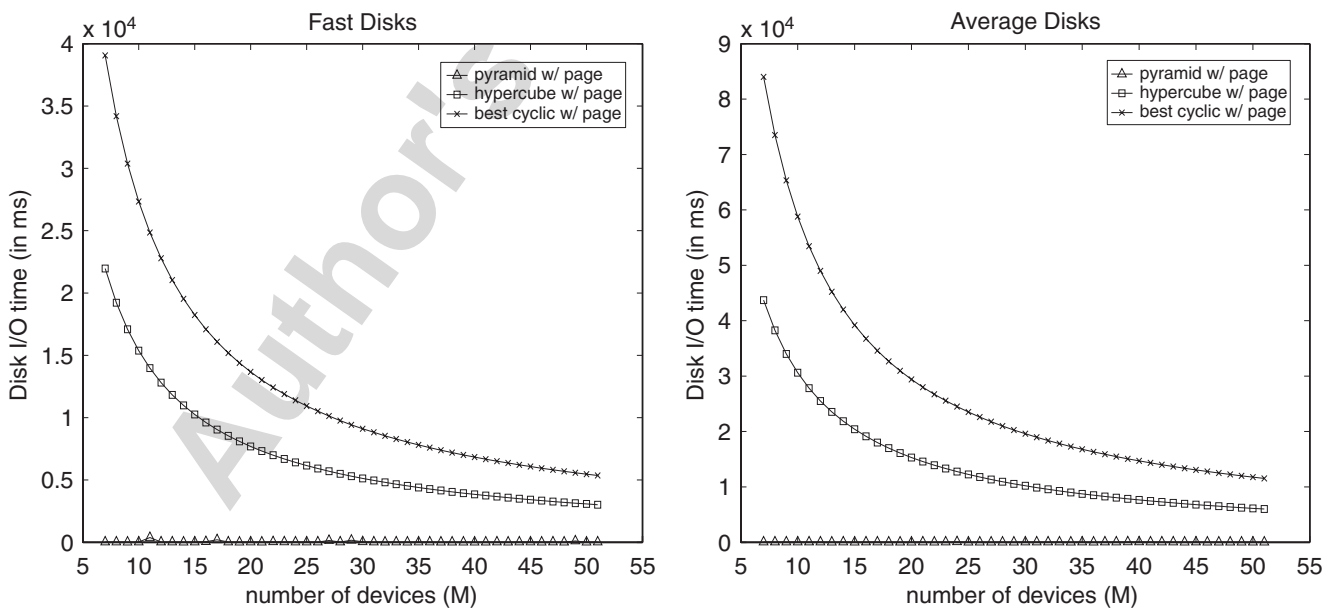 Fast Disks
x 10^4
4
3.5
3
2.5
2
1.5
1
0.5
0
Disk I/O time (in ms)
pyramid w/ page
hypercube w/ page
best cyclic w/ page
5 10 15 20 25 30 35 40 45 50 55
number of devices (M)
Author's
Average Disks
x 10^4
9
8
7
6
5
4
3
2
1
0
Disk I/O time (in ms)
pyramid w/ page
hypercube w/ page
best cyclic w/ page
5 10 15 20 25 30 35 40 45 50 55
number of devices (M)